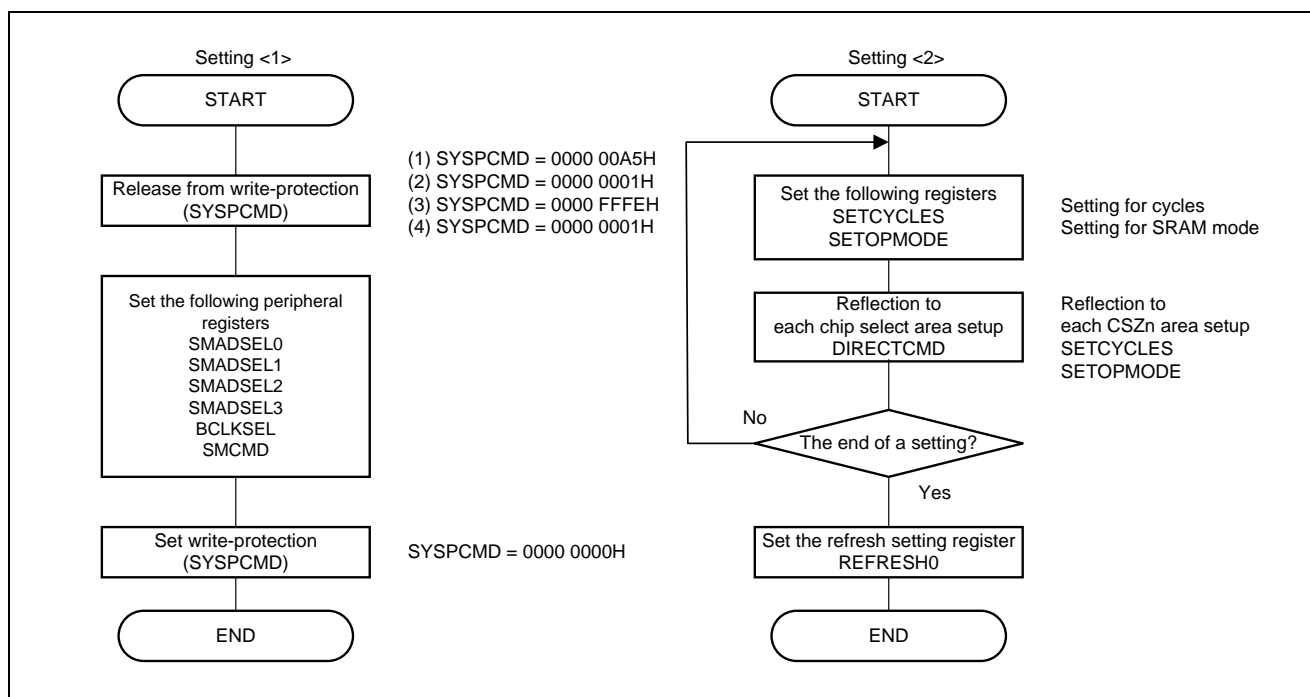 Setting <1>
START
Release from write-protection
(SYSPCMD)
(1) SYSPCMD = 0000 00A5H
(2) SYSPCMD = 0000 0001H
(3) SYSPCMD = 0000 FFFEH
(4) SYSPCMD = 0000 0001H
Set the following peripheral
registers
SMADSEL0
SMADSEL1
SMADSEL2
SMADSEL3
BCLKSEL
SMCMD
Set write-protection
(SYSPCMD)
SYSPCMD = 0000 0000H
END
Setting <2>
START
Set the following registers
SETCYCLES
SETOPMODE
Setting for cycles
Setting for SRAM mode
Reflection to
each chip select area setup
DIRECTCMD
Reflection to
each CSZn area setup
SETCYCLES
SETOPMODE
No
The end of a setting?
Yes
Set the refresh setting register
REFRESH0
END